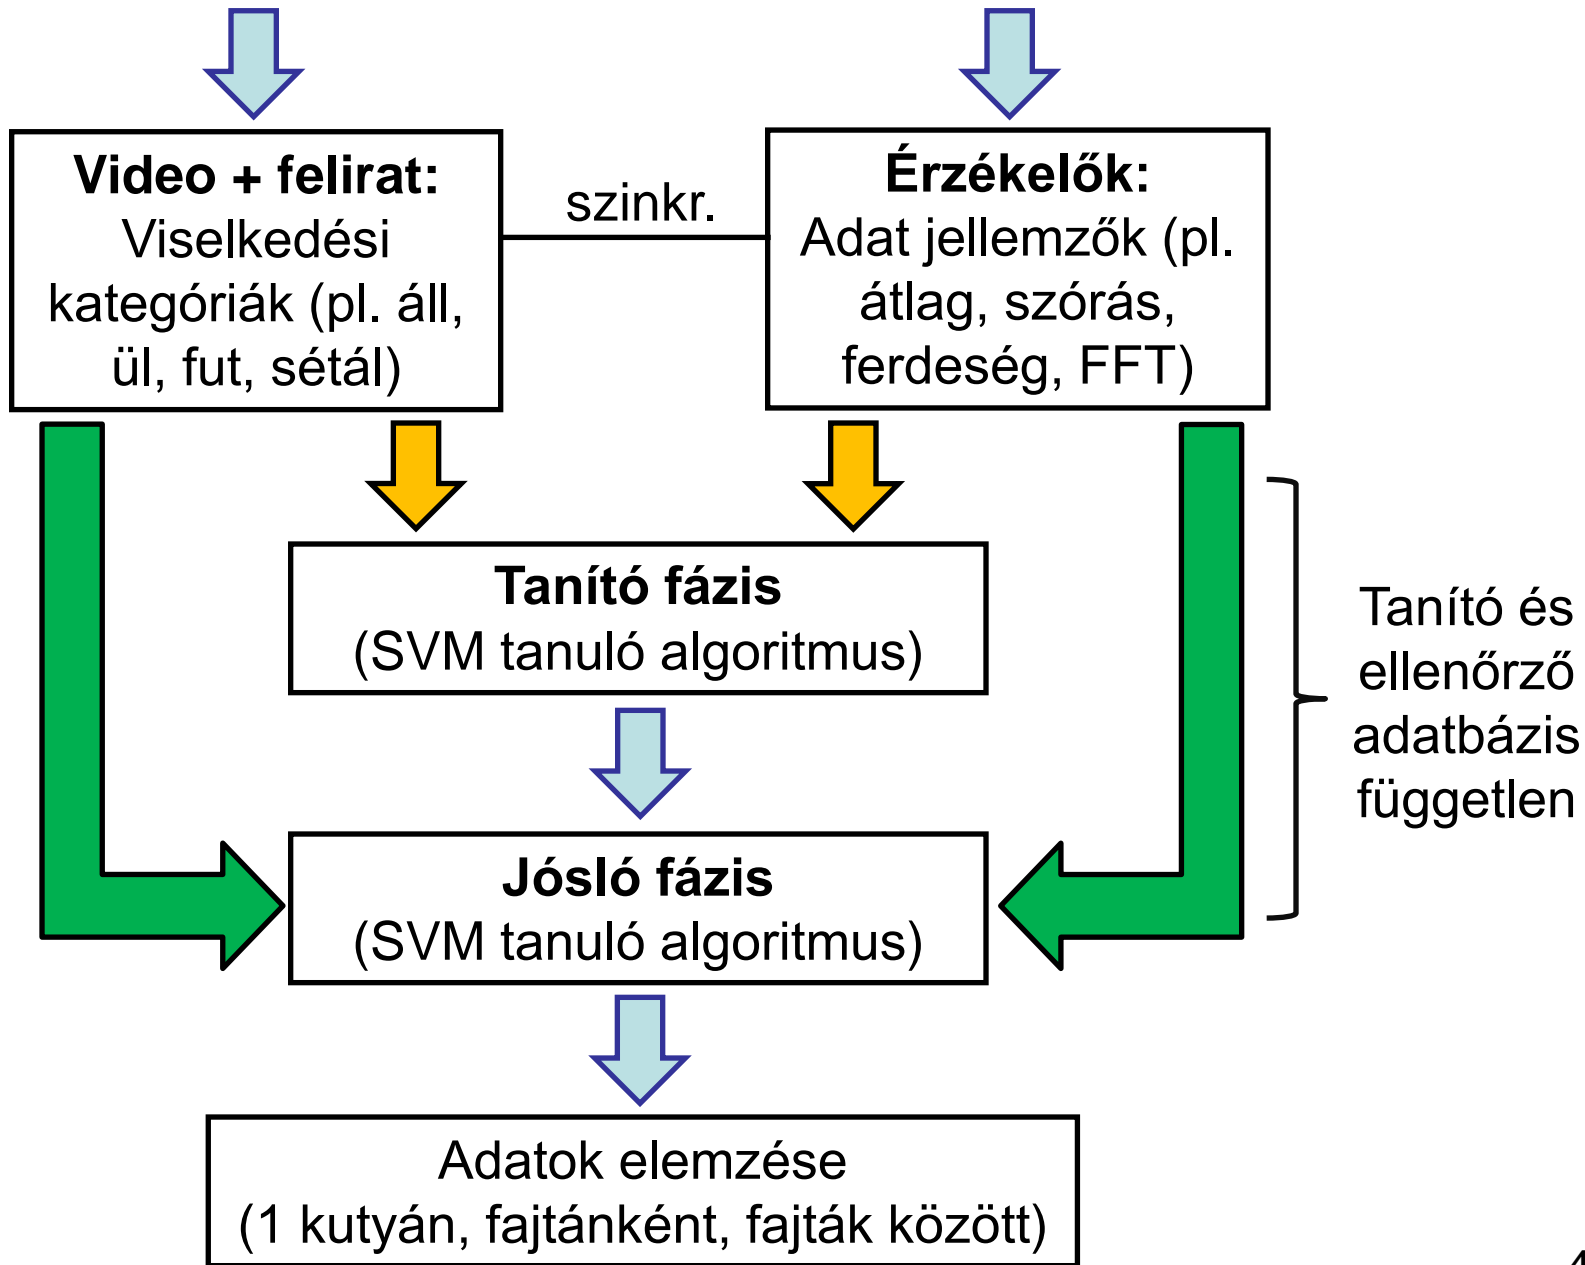 Video + felirat:
Viselkedési
kategóriák (pl. áll,
ül, fut, sétál)
szinkr.
Érzékelők:
Adat jellemzők (pl.
átlag, szórás,
ferdeség, FFT)
Tanító fázis
(SVM tanuló algoritmus)
Tanító és
ellenőrző
adatbázis
független
Jósló fázis
(SVM tanuló algoritmus)
Adatok elemzése
(1 kutyán, fajtánként, fajták között)